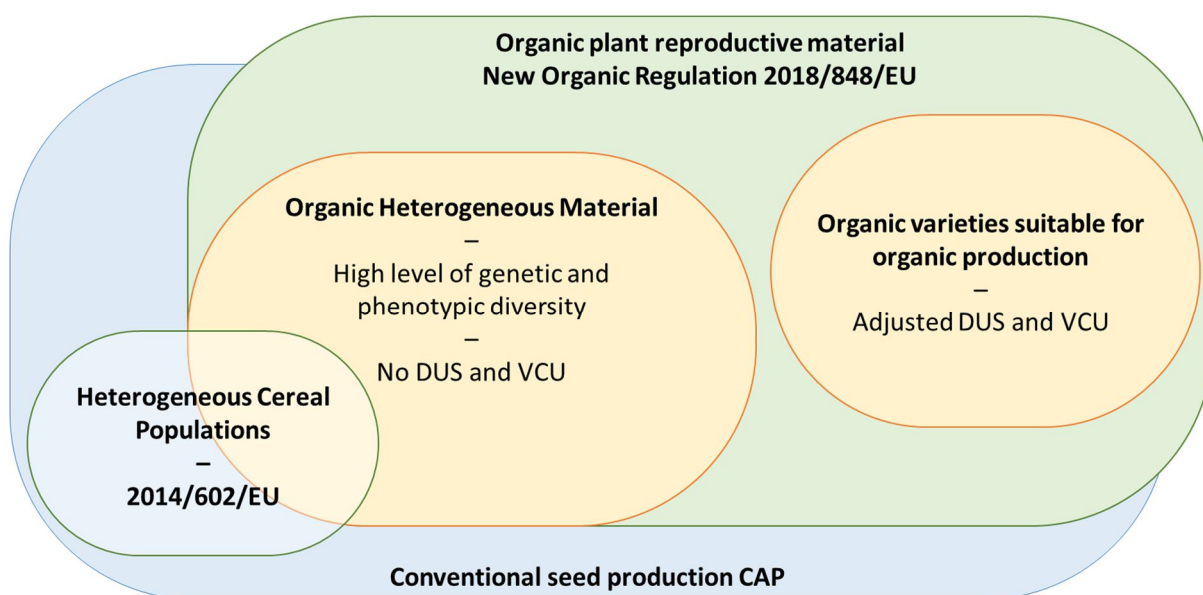 Organic plant reproductive material
New Organic Regulation 2018/848/EU
Organic Heterogeneous Material
–
High level of genetic and
phenotypic diversity
–
No DUS and VCU
Organic varieties suitable for
organic production
–
Adjusted DUS and VCU
Heterogeneous Cereal
Populations
–
2014/602/EU
Conventional seed production CAP